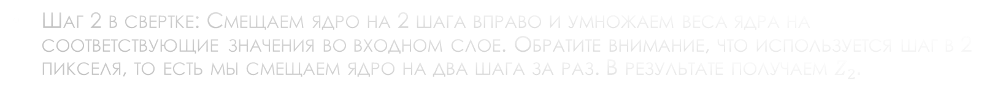 Шаг 2 в свертке: Смещаем ядро на 2 шага вправо и умножаем веса ядра на
соответствующие значения во входном слое. Обратите внимание, что используется шаг в 2
пикселя, то есть мы смещаем ядро на два шага за раз. В результате получаем Z₂.